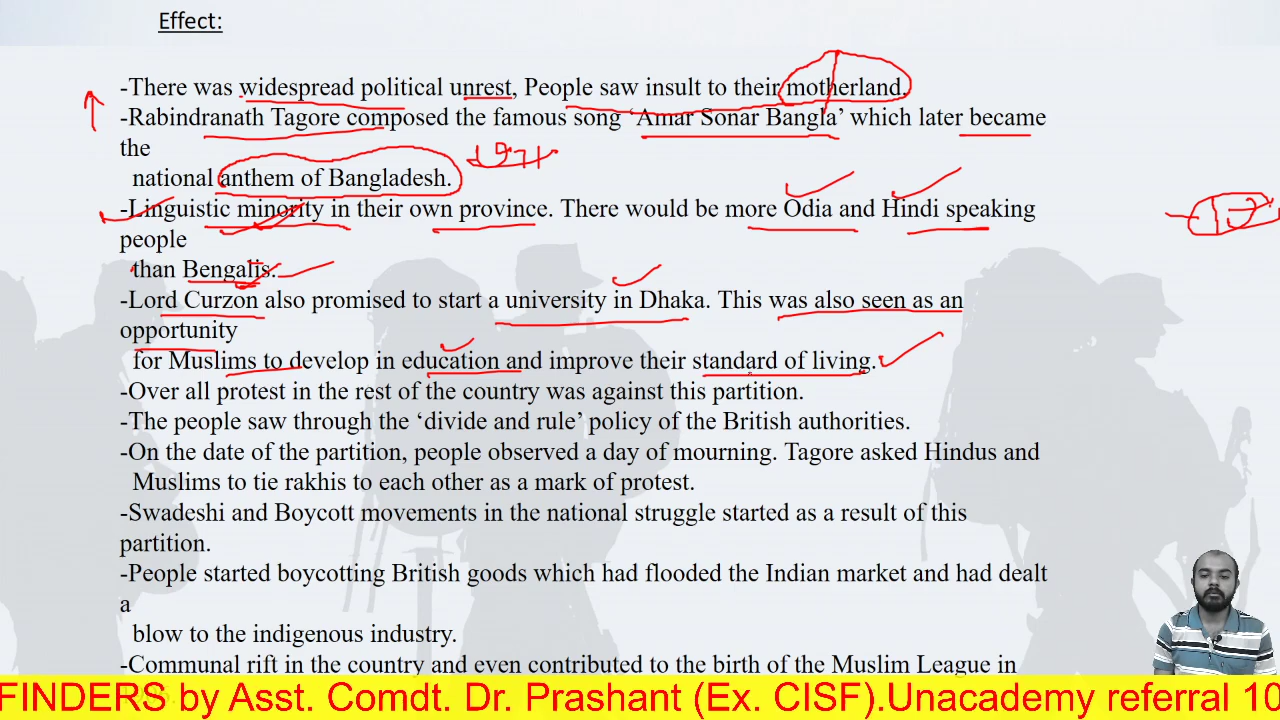 Effect:
-There was widespread political unrest, People saw insult to their motherland.
-Rabindranath Tagore composed the famous song ‘Amar Sonar Bangla’ which later became
the
national anthem of Bangladesh.
1971
-Linguistic minority in their own province. There would be more Odia and Hindi speaking
people
than Bengalis.
-Lord Curzon also promised to start a university in Dhaka. This was also seen as an
opportunity
for Muslims to develop in education and improve their standard of living.
-Over all protest in the rest of the country was against this partition.
-The people saw through the ‘divide and rule’ policy of the British authorities.
-On the date of the partition, people observed a day of mourning. Tagore asked Hindus and
Muslims to tie rakhis to each other as a mark of protest.
-Swadeshi and Boycott movements in the national struggle started as a result of this
partition.
-People started boycotting British goods which had flooded the Indian market and had dealt
a
blow to the indigenous industry.
-Communal rift in the country and even contributed to the birth of the Muslim League in
FINDERS by Asst. Comdt. Dr. Prashant (Ex. CISF).Unacademy referral 10